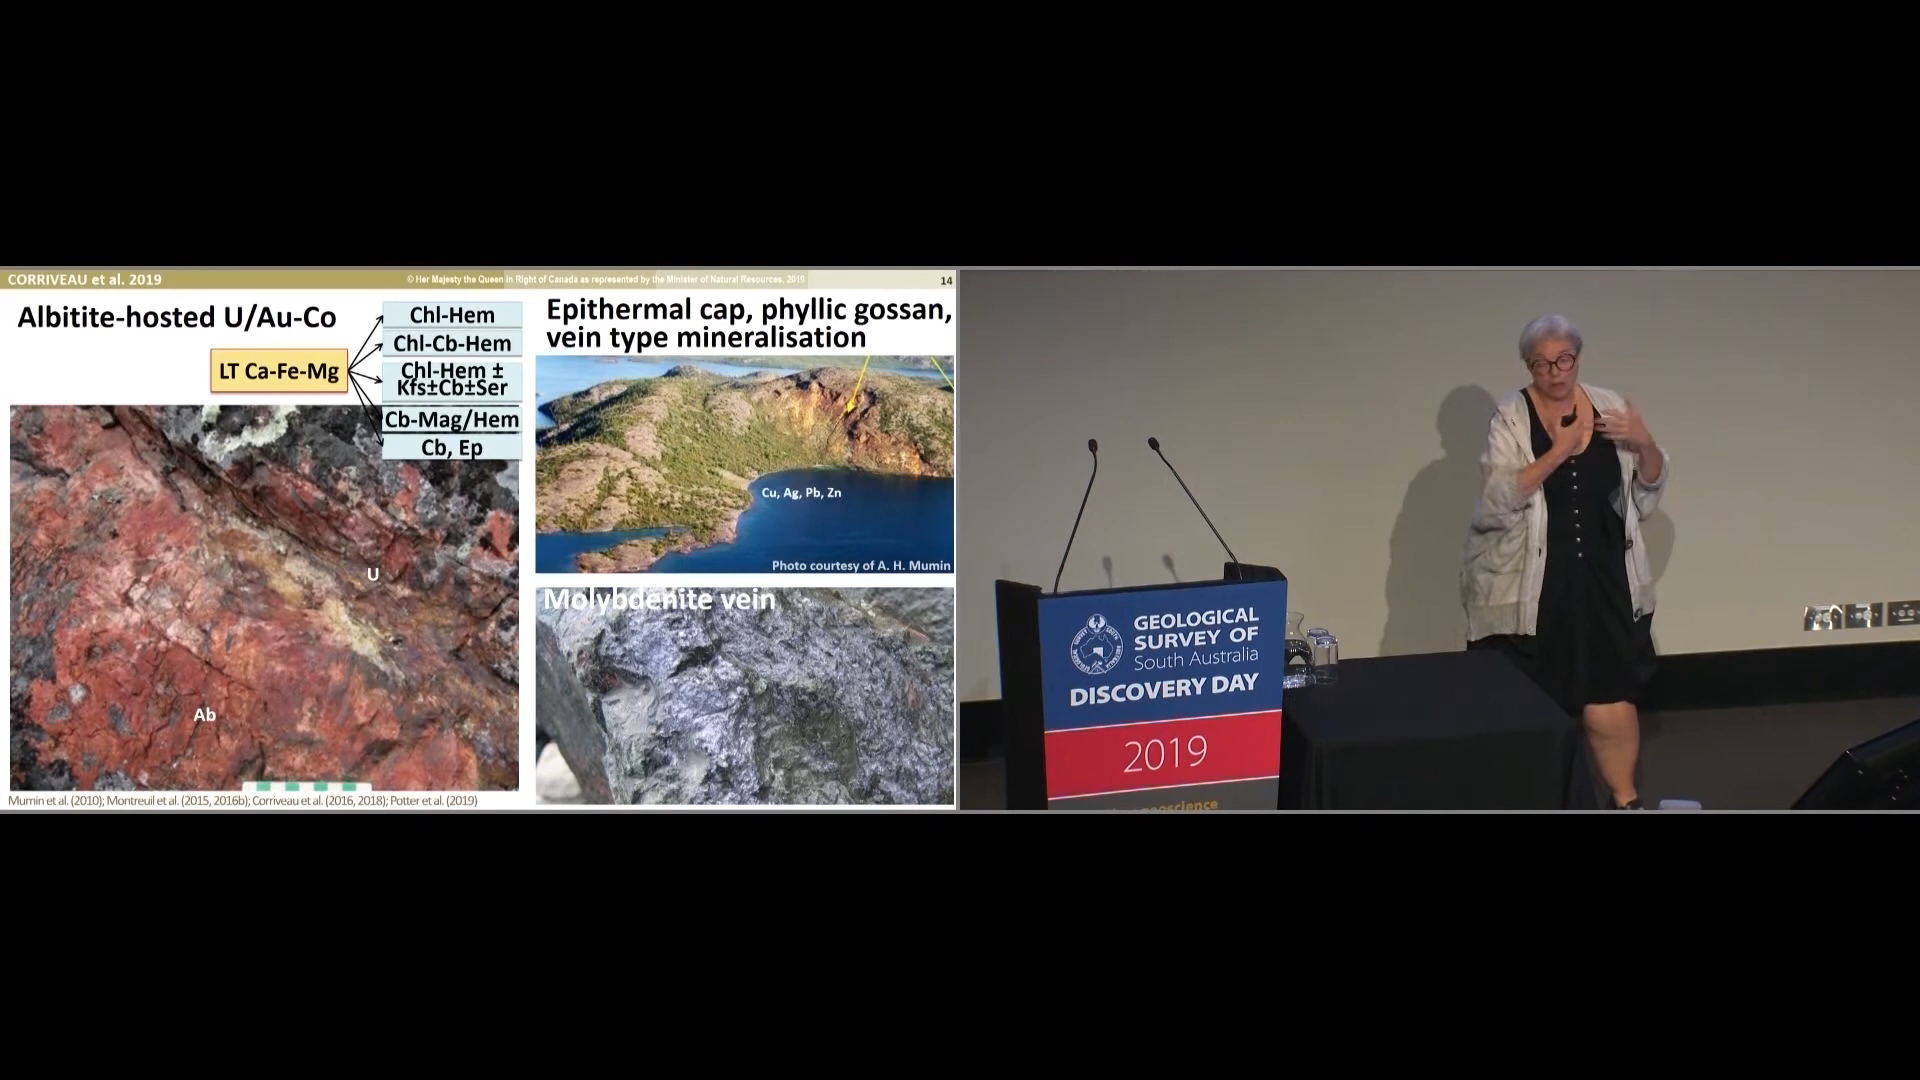 CORRIVEAU et al. 2019
© Her Majesty the Queen in Right of Canada as represented by the Minister of Natural Resources, 2019
14
Albitite-hosted U/Au-Co
LT Ca-Fe-Mg
Chl-Hem
Chl-Cb-Hem
Chl-Hem ±
Kfs±Cb±Ser
Cb-Mag/Hem
Cb, Ep
U
Ab
Mumin et al. (2010); Montreuil et al. (2015, 2016b); Corriveau et al. (2016, 2018); Potter et al. (2019)
Epithermal cap, phyllic gossan,
vein type mineralisation
Cu, Ag, Pb, Zn
Photo courtesy of A. H. Mumin
Molybdenite vein
GEOLOGICAL
SURVEY OF
South Australia
DISCOVERY DAY
2019
geoscience